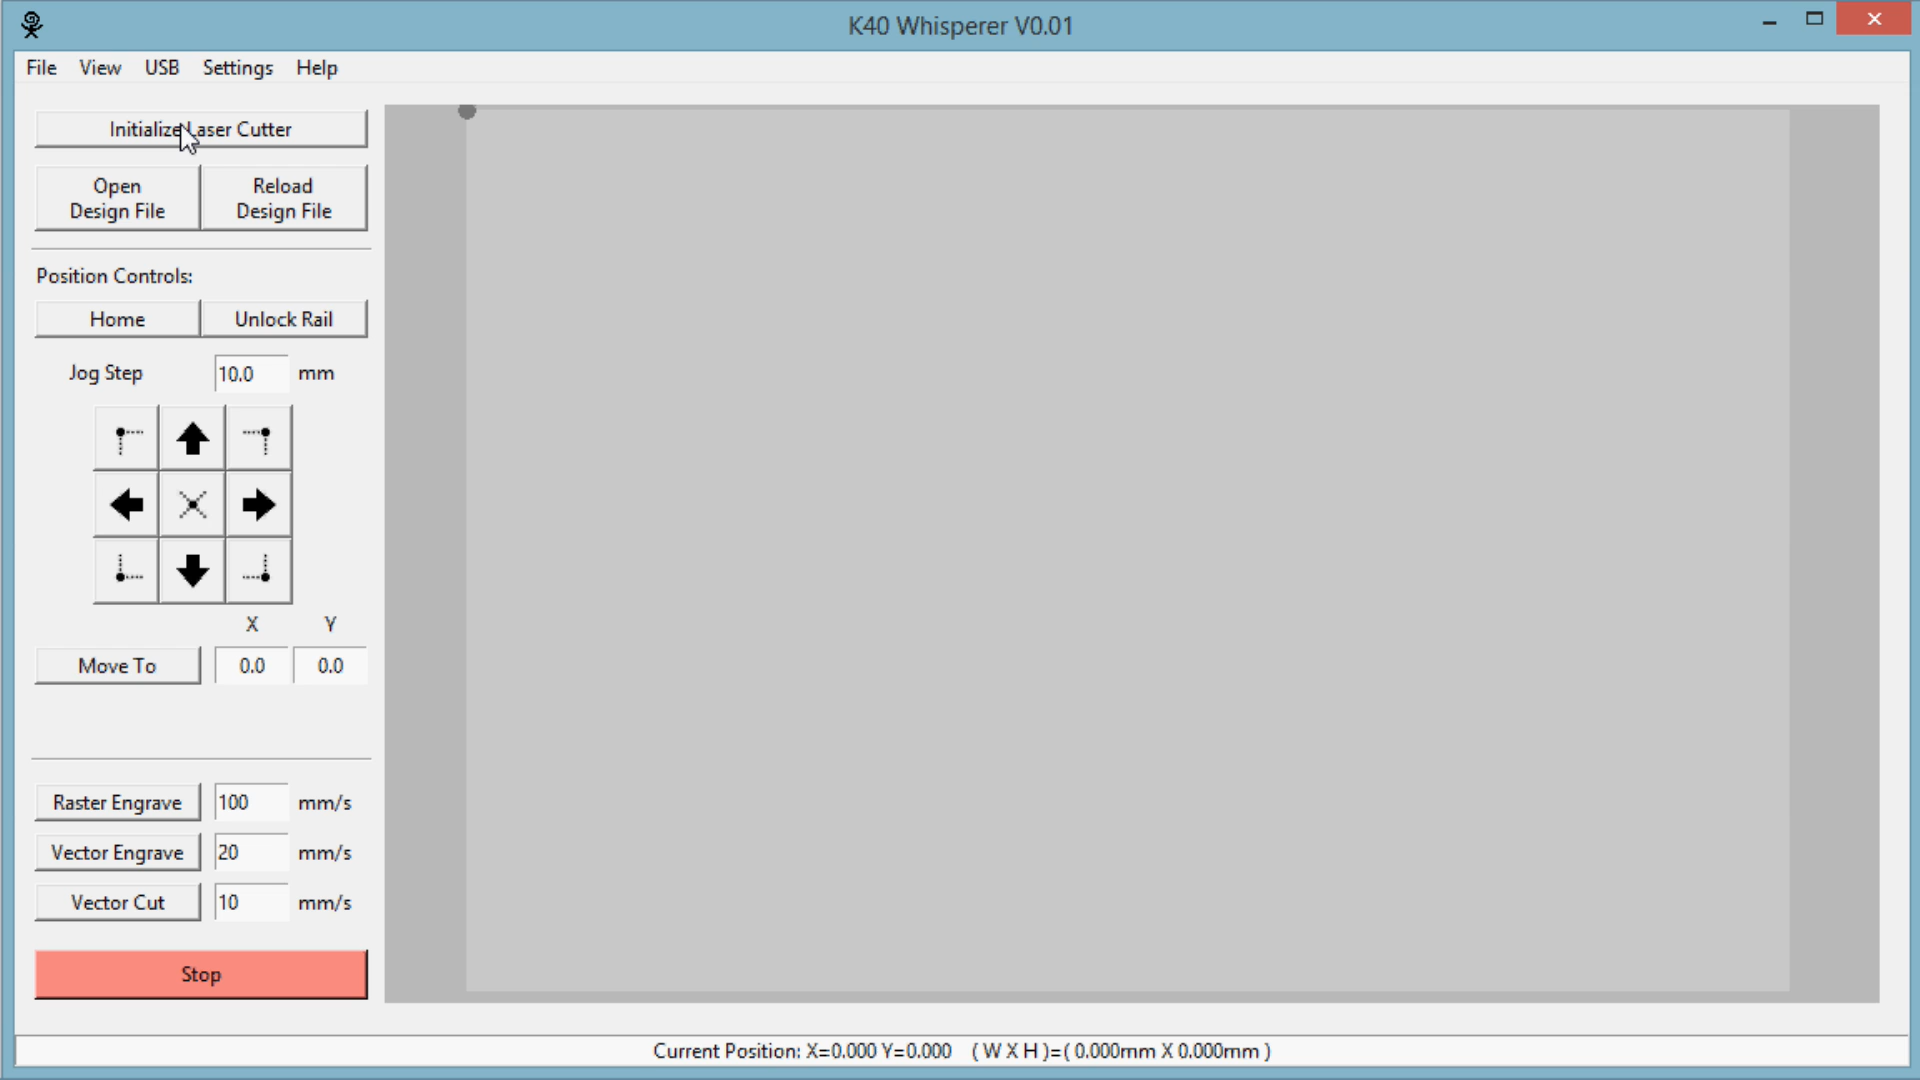 K40 Whisperer V0.01
File View USB Settings Help
Initialize Laser Cutter
Open
Design File
Reload
Design File
Position Controls:
Home
Unlock Rail
Jog Step 10.0 mm
X Y
Move To 0.0 0.0
Raster Engrave 100 mm/s
Vector Engrave 20 mm/s
Vector Cut 10 mm/s
Stop
Current Position: X=0.000 Y=0.000 ( W X H )=( 0.000mm X 0.000mm )